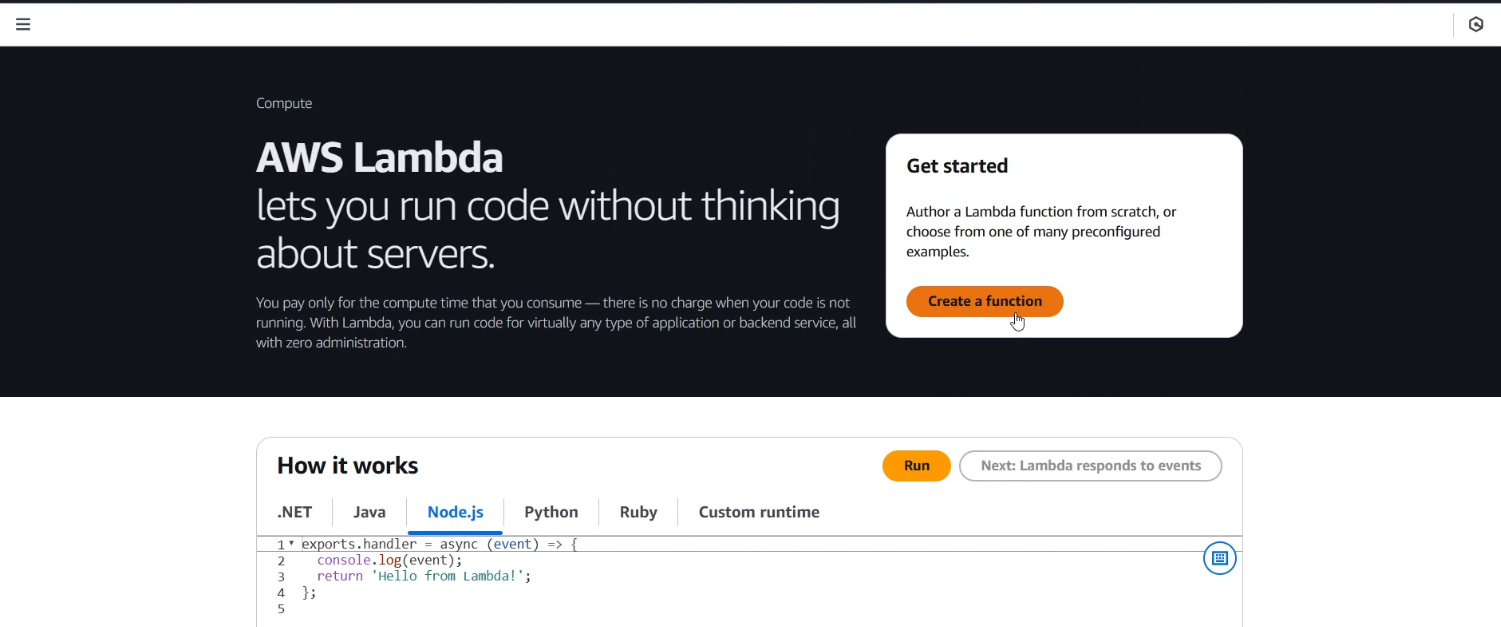 Compute
AWS Lambda
lets you run code without thinking
about servers.
You pay only for the compute time that you consume — there is no charge when your code is not
running. With Lambda, you can run code for virtually any type of application or backend service, all
with zero administration.
Get started
Author a Lambda function from scratch, or
choose from one of many preconfigured
examples.
Create a function
How it works
Run
Next: Lambda responds to events
.NET
Java
Node.js
Python
Ruby
Custom runtime
1 exports.handler = async (event) => {
2 console.log(event);
3 return 'Hello from Lambda!';
4 };
5